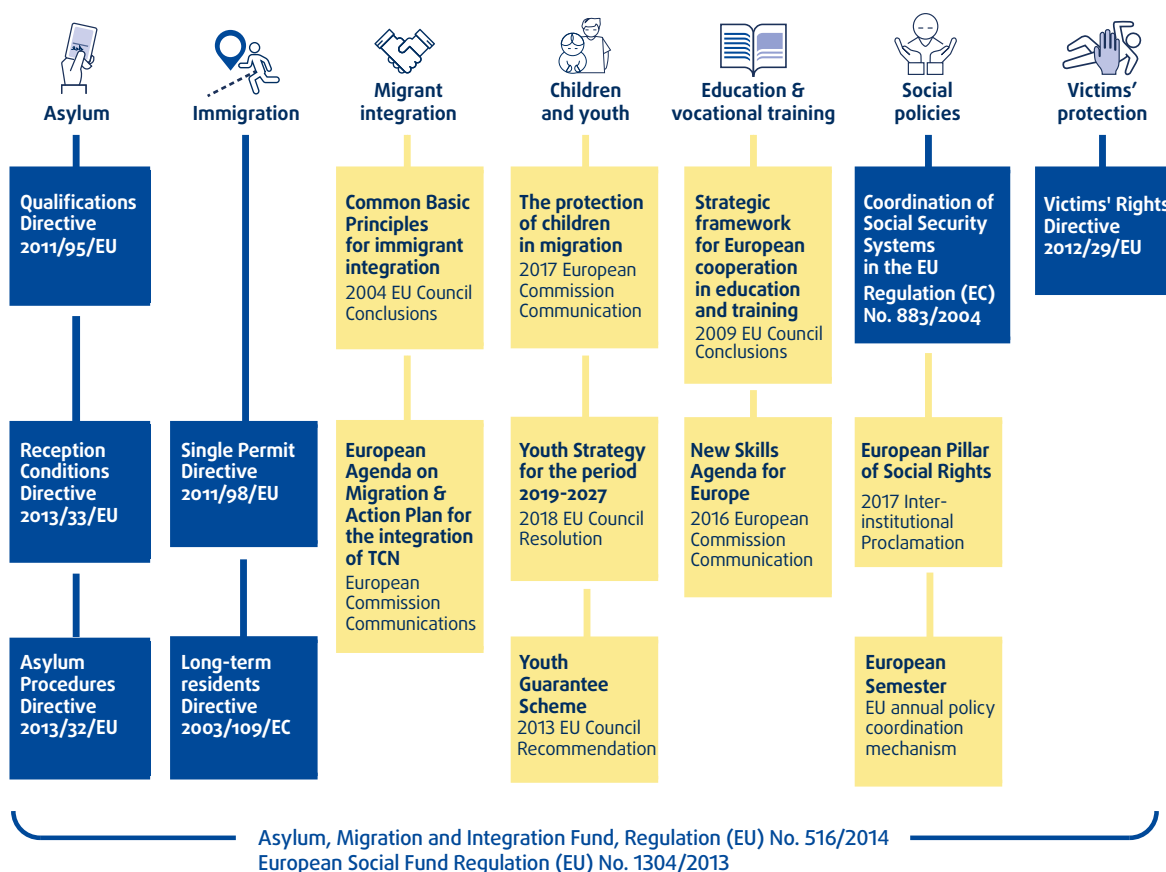 Asylum
Immigration
Migrant
integration
Children
and youth
Education &
vocational training
Social
policies
Victims'
protection
Qualifications
Directive
2011/95/EU
Reception
Conditions
Directive
2013/33/EU
Asylum
Procedures
Directive
2013/32/EU
Single Permit
Directive
2011/98/EU
Long-term
residents
Directive
2003/109/EC
Common Basic
Principles
for immigrant
integration
2004 EU Council
Conclusions
European
Agenda on
Migration &
Action Plan for
the integration
of TCN
European
Commission
Communications
The protection
of children
in migration
2017 European
Commission
Communication
Youth Strategy
for the period
2019-2027
2018 EU Council
Resolution
Youth
Guarantee
Scheme
2013 EU Council
Recommendation
Strategic
framework
for European
cooperation
in education
and training
2009 EU Council
Conclusions
New Skills
Agenda for
Europe
2016 European
Commission
Communication
Coordination of
Social Security
Systems
in the EU
Regulation (EC)
No. 883/2004
European Pillar
of Social Rights
2017 Inter-
institutional
Proclamation
European
Semester
EU annual policy
coordination
mechanism
Victims' Rights
Directive
2012/29/EU
Asylum, Migration and Integration Fund, Regulation (EU) No. 516/2014
European Social Fund Regulation (EU) No. 1304/2013